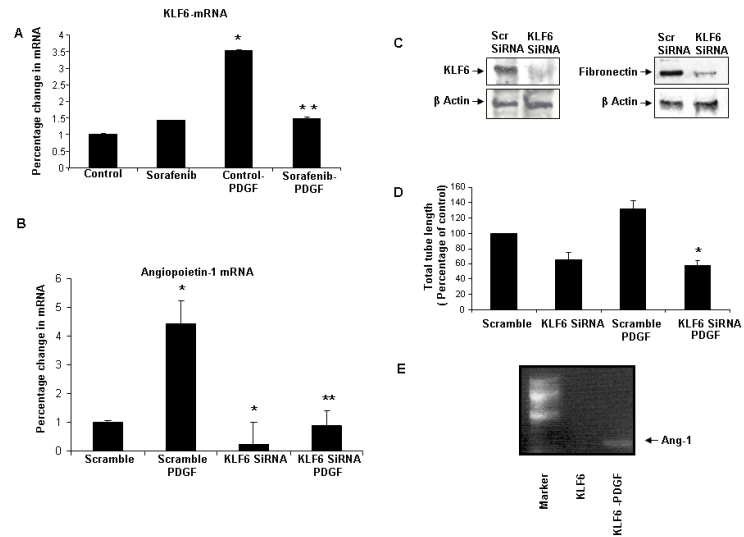 A
KLF6-mRNA
Percentage change in mRNA
4
3.5
3
2.5
2
1.5
1
0.5
0
*
**
Control
Sorafenib
Control-
PDGF
Sorafenib-
PDGF
B
Angiopoietin-1 mRNA
Percentage change in mRNA
6
5
4
3
2
1
0
*
*
**
Scramble
Scramble
PDGF
KLF6 SiRNA
KLF6 SiRNA
PDGF
C
Scr
SiRNA
KLF6
SiRNA
KLF6
β Actin
Scr
SiRNA
KLF6
SiRNA
Fibronectin
β Actin
D
Total tube length
( Percentage of control)
160
140
120
100
80
60
40
20
0
*
Scramble
KLF6 SiRNA
Scramble
PDGF
KLF6 SiRNA
PDGF
E
Ang-1
Marker
KLF6
KLF6 -PDGF